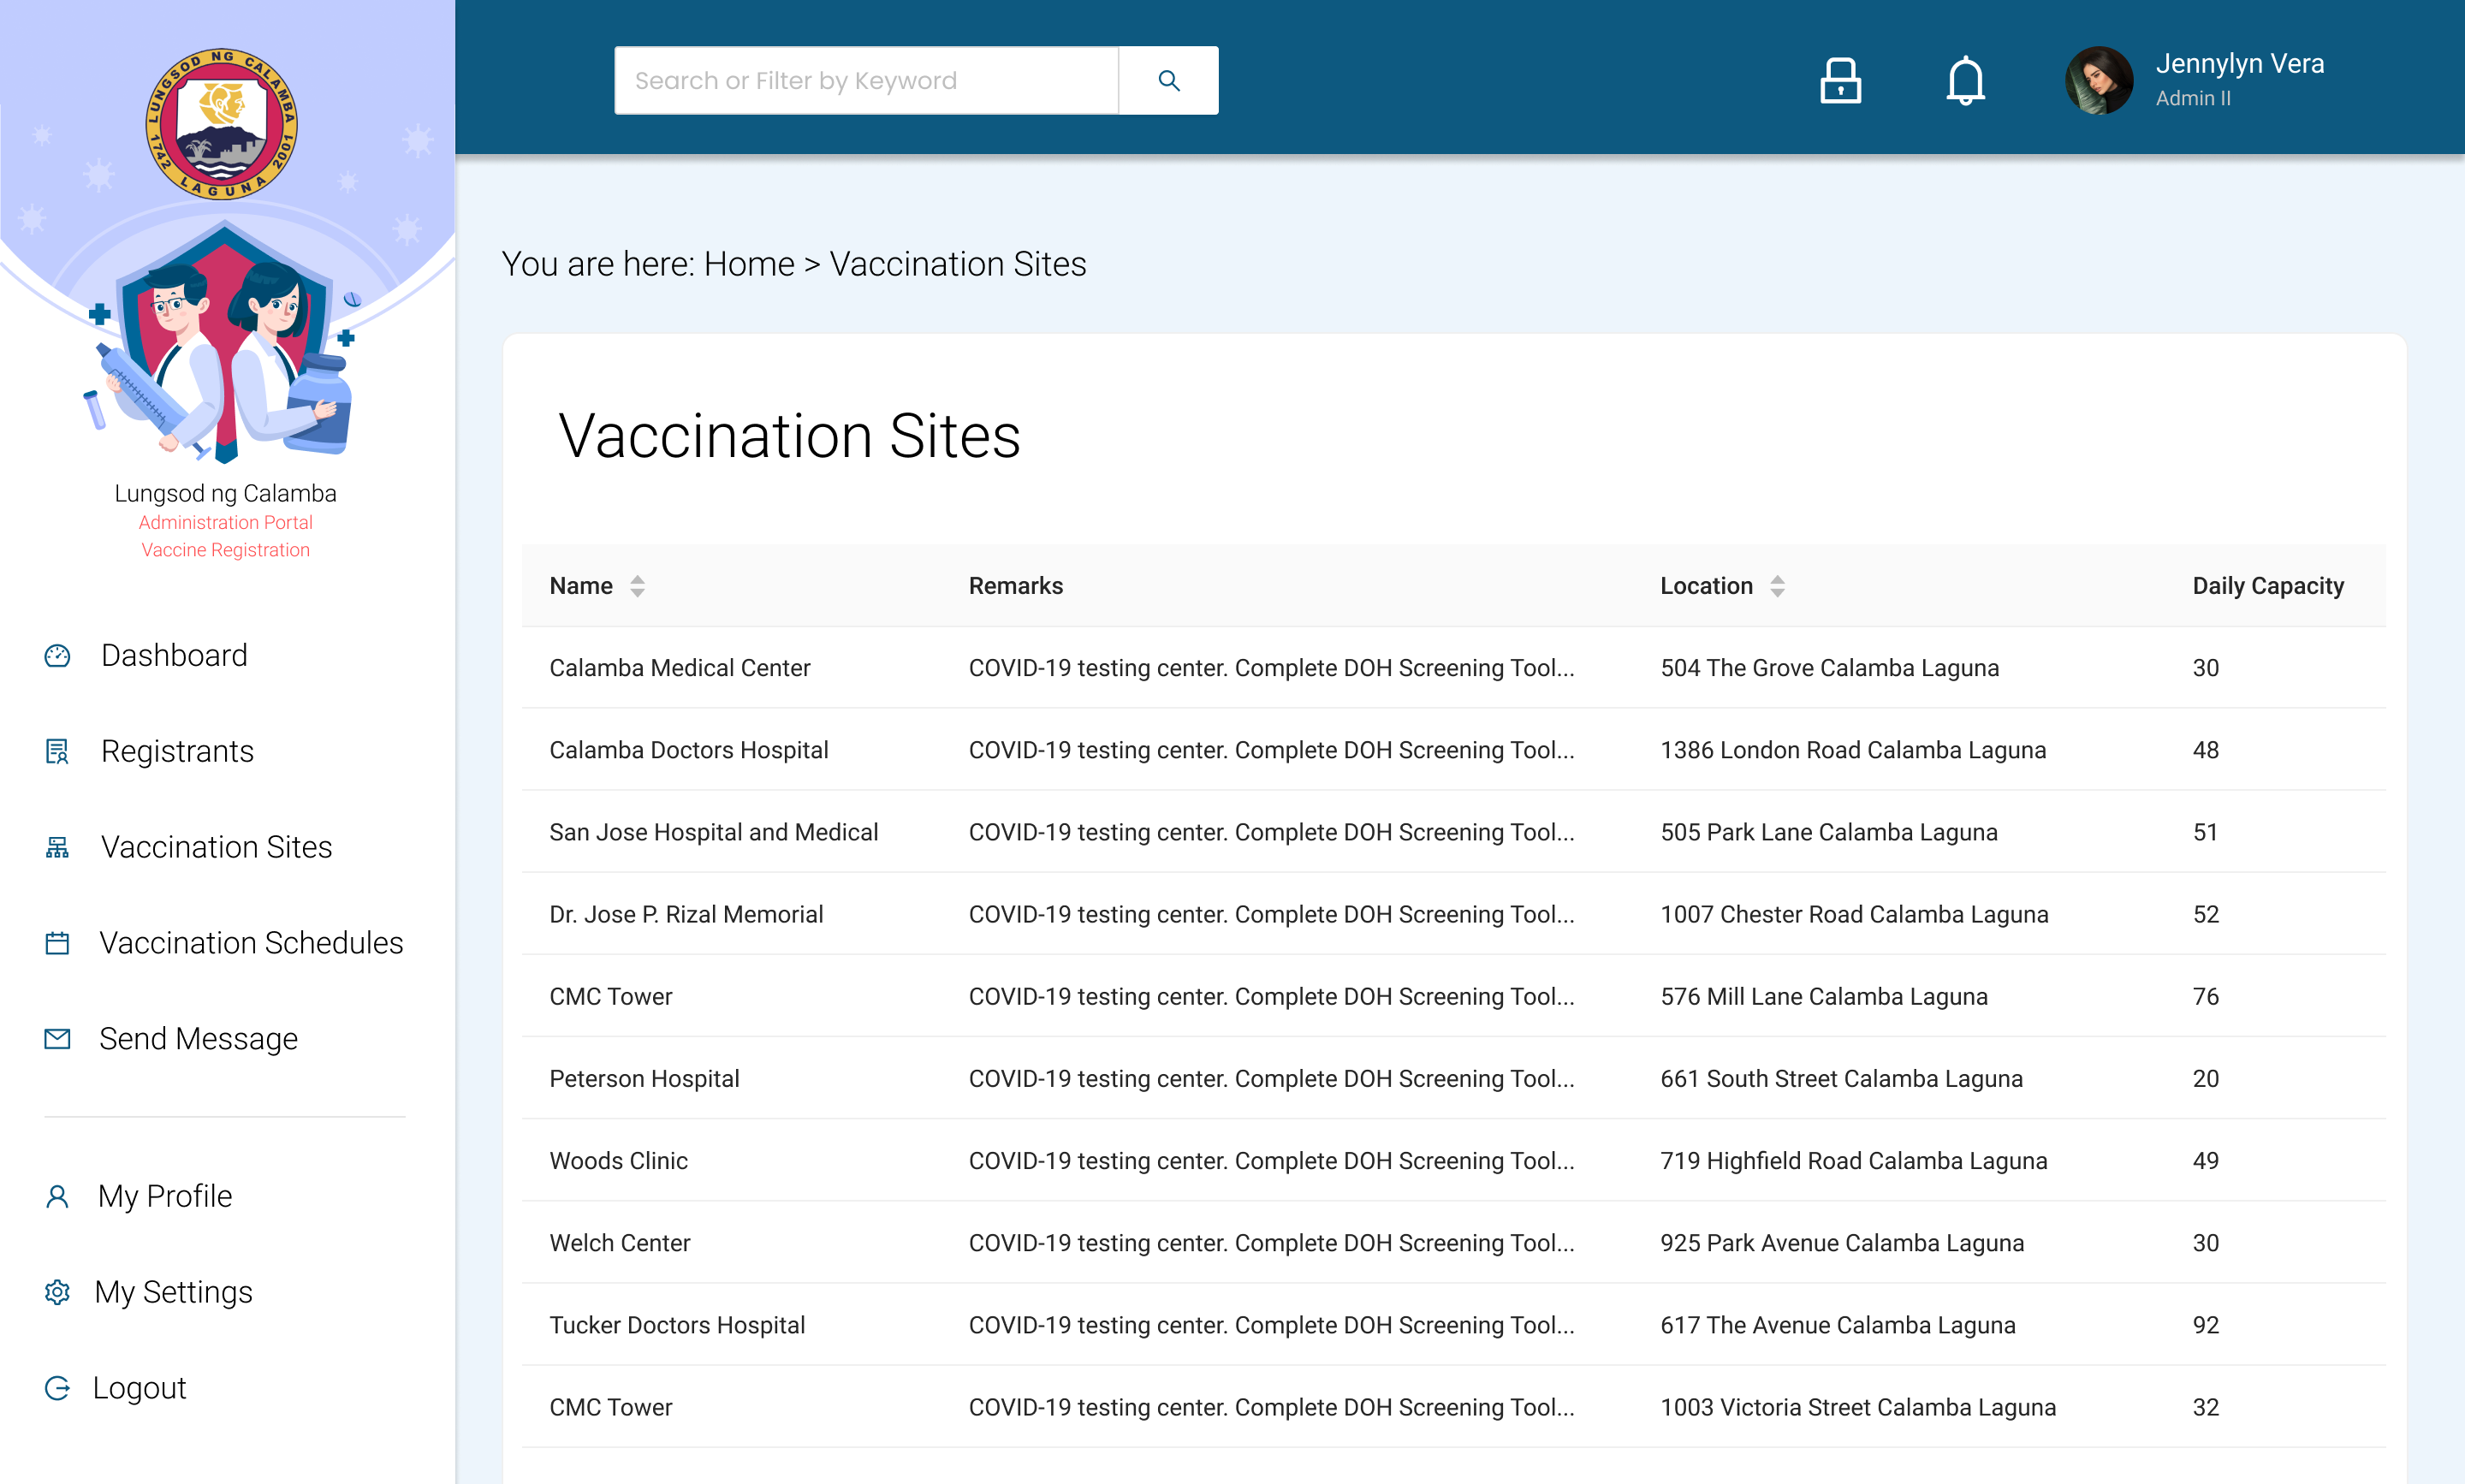 LUNGSOD NG CALAMBA
1742 LAGUNA 2001
Lungsod ng Calamba
Administration Portal
Vaccine Registration
Dashboard
Registrants
Vaccination Sites
Vaccination Schedules
Send Message
My Profile
My Settings
Logout
Search or Filter by Keyword
Jennylyn Vera
Admin II
You are here: Home > Vaccination Sites
Vaccination Sites
Name Remarks Location Daily Capacity
Calamba Medical Center COVID-19 testing center. Complete DOH Screening Tool... 504 The Grove Calamba Laguna 30
Calamba Doctors Hospital COVID-19 testing center. Complete DOH Screening Tool... 1386 London Road Calamba Laguna 48
San Jose Hospital and Medical COVID-19 testing center. Complete DOH Screening Tool... 505 Park Lane Calamba Laguna 51
Dr. Jose P. Rizal Memorial COVID-19 testing center. Complete DOH Screening Tool... 1007 Chester Road Calamba Laguna 52
CMC Tower COVID-19 testing center. Complete DOH Screening Tool... 576 Mill Lane Calamba Laguna 76
Peterson Hospital COVID-19 testing center. Complete DOH Screening Tool... 661 South Street Calamba Laguna 20
Woods Clinic COVID-19 testing center. Complete DOH Screening Tool... 719 Highfield Road Calamba Laguna 49
Welch Center COVID-19 testing center. Complete DOH Screening Tool... 925 Park Avenue Calamba Laguna 30
Tucker Doctors Hospital COVID-19 testing center. Complete DOH Screening Tool... 617 The Avenue Calamba Laguna 92
CMC Tower COVID-19 testing center. Complete DOH Screening Tool... 1003 Victoria Street Calamba Laguna 32